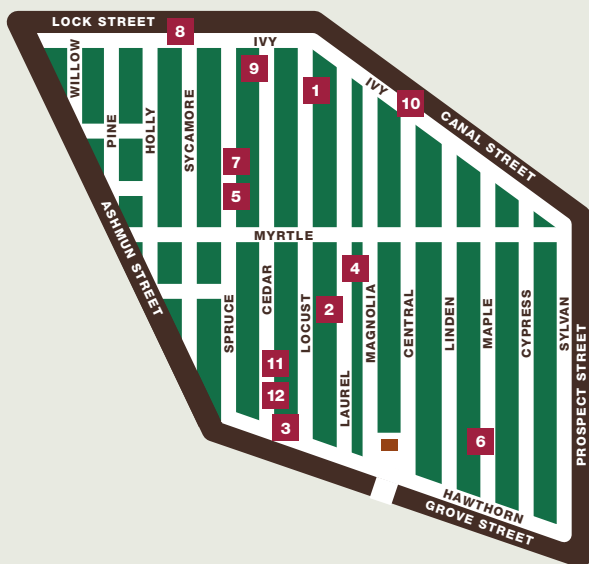 LOCK STREET
8
IVY
WILLOW
9
1
IVY
10
CANAL STREET
PINE
HOLLY
SYCAMORE
7
5
ASHMUN STREET
MYRTLE
4
CEDAR
SPRUCE
LOCUST
2
LAUREL
MAGNOLIA
CENTRAL
LINDEN
MAPLE
CYPRESS
SYLVAN
PROSPECT STREET
11
12
3
6
HAWTHORN
GROVE STREET